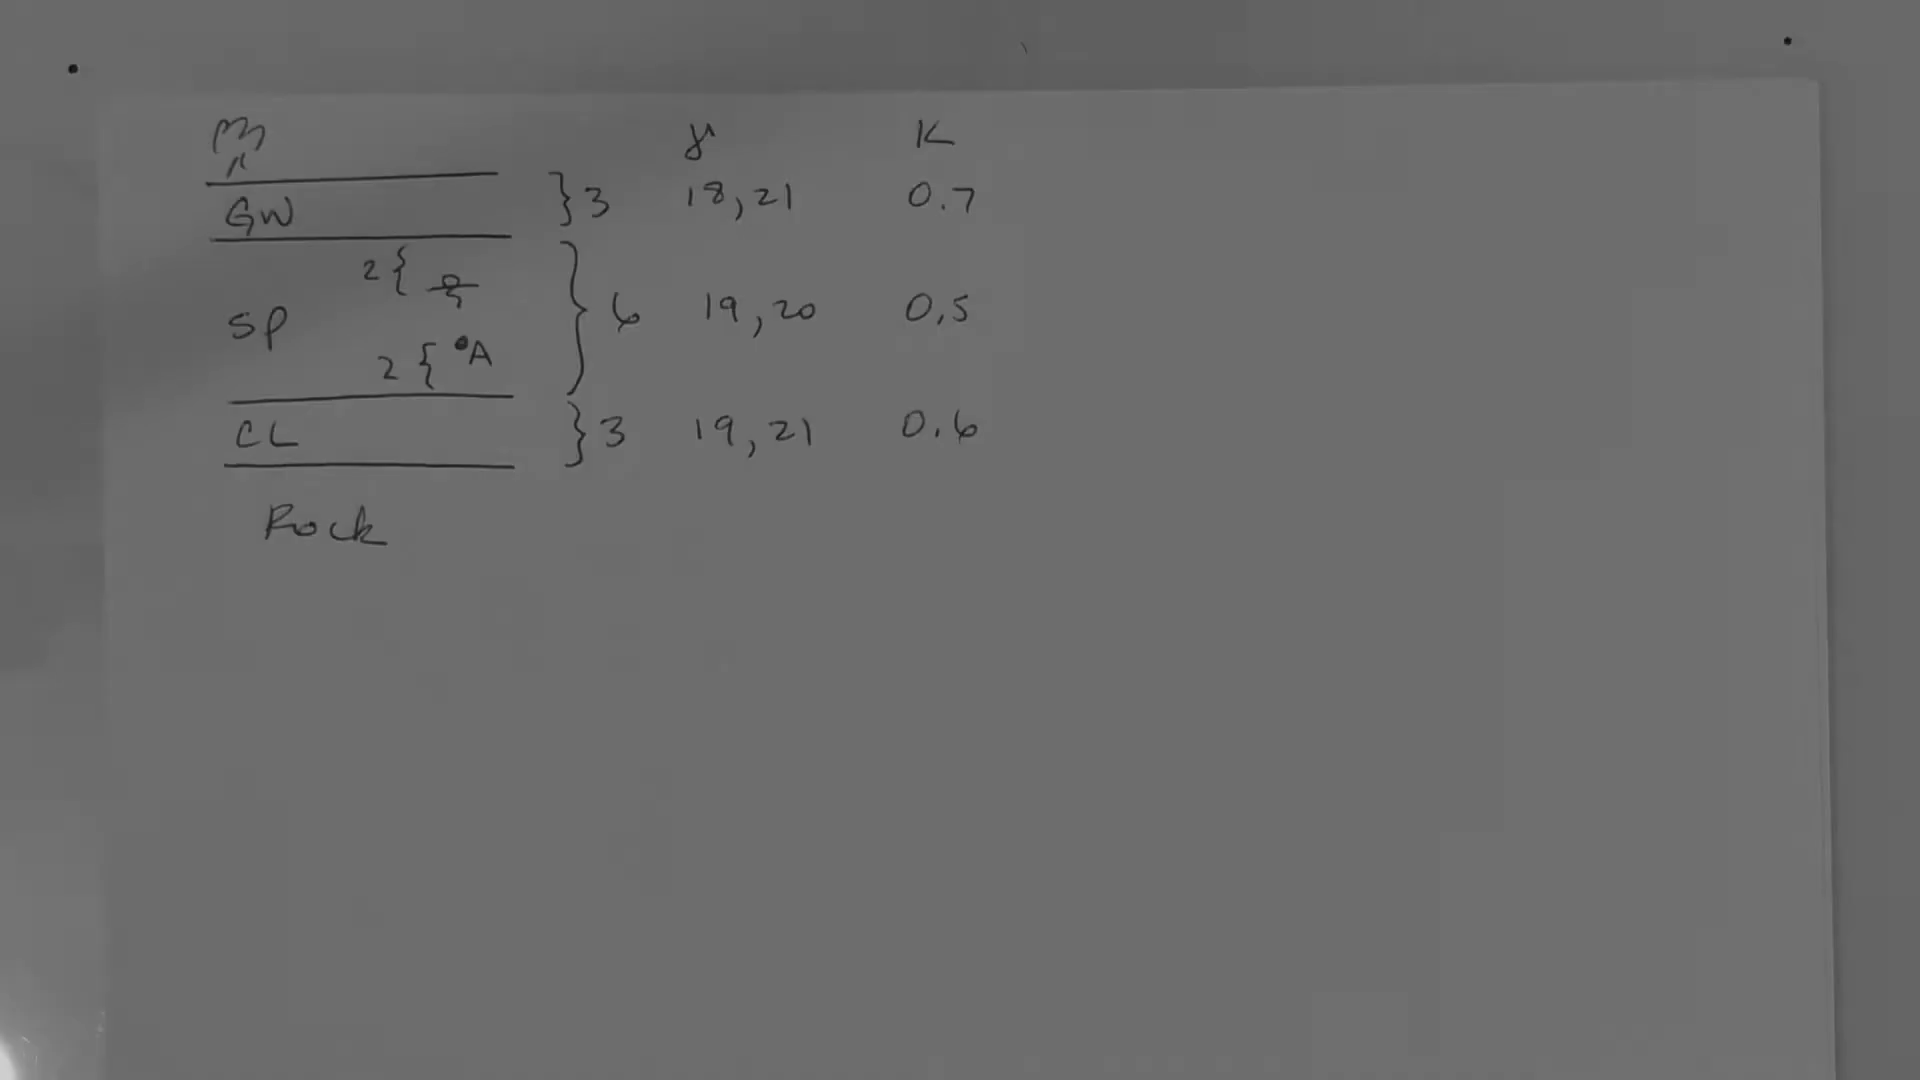 γ K
GW } 3 18, 21 0.7
2 {
SP } 6 19, 20 0.5
2 { A
CL } 3 19, 21 0.6
Rock